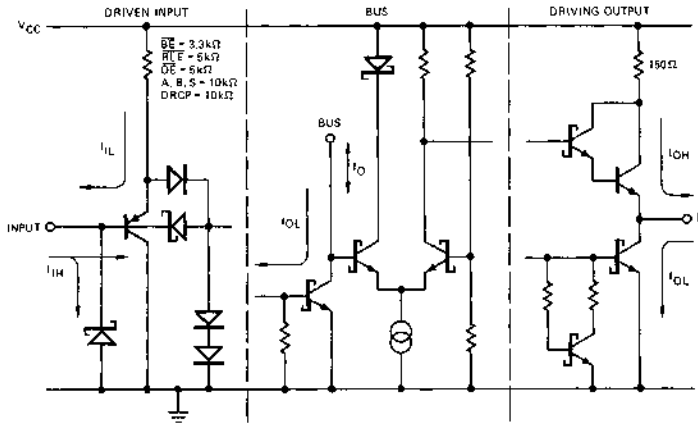 DRIVEN INPUT
BUS
DRIVING OUTPUT
VCC
BE = 3.3kΩ
RLE = 5kΩ
OE = 5kΩ
A, B, S = 10kΩ
DRCP = 10kΩ
150Ω
BUS
IIL
IO
IOH
INPUT
IOL
IIH
IOL